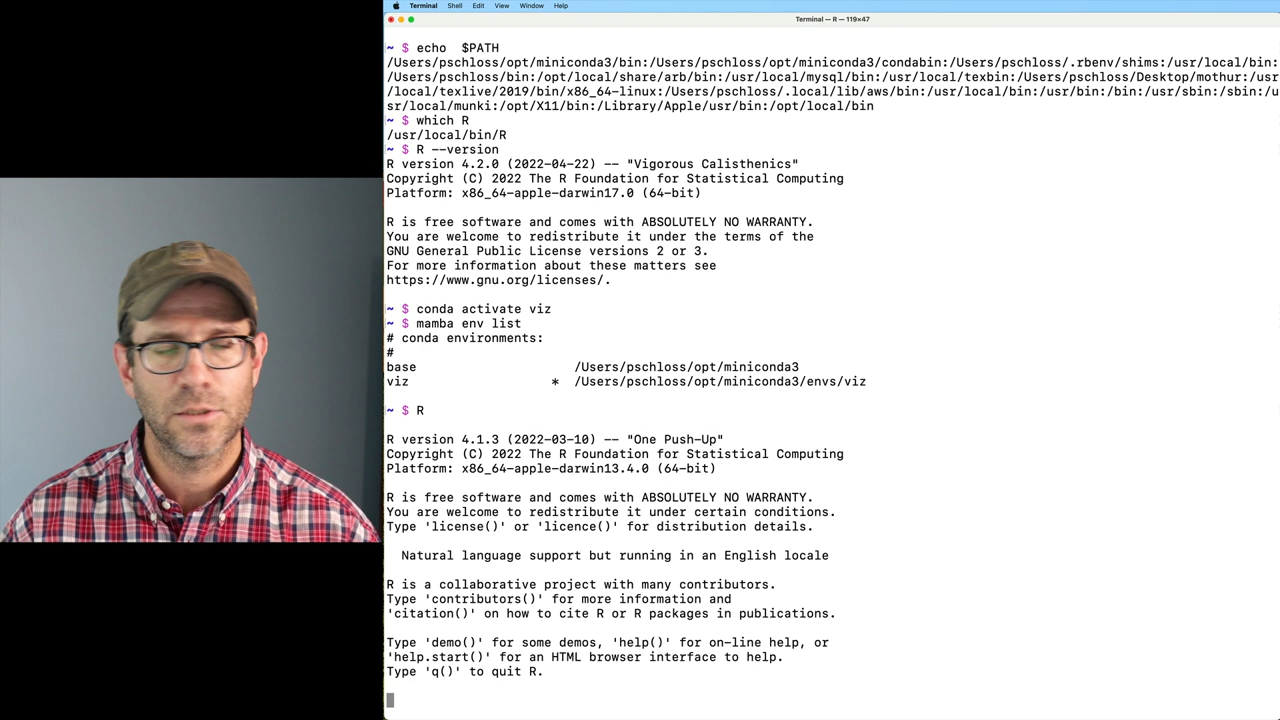 Terminal Shell Edit View Window Help
Terminal — R — 119×47
~ $ echo  $PATH
/Users/pschloss/opt/miniconda3/bin:/Users/pschloss/opt/miniconda3/condabin:/Users/pschloss/.rbenv/shims:/usr/local/bin:
/Users/pschloss/bin:/opt/local/share/arb/bin:/usr/local/mysql/bin:/usr/local/texbin:/Users/pschloss/Desktop/mothur:/usr
/local/texlive/2019/bin/x86_64-linux:/Users/pschloss/.local/lib/aws/bin:/usr/local/bin:/usr/bin:/bin:/usr/sbin:/sbin:/u
sr/local/munki:/opt/X11/bin:/Library/Apple/usr/bin:/opt/local/bin
~ $ which R
/usr/local/bin/R
~ $ R --version
R version 4.2.0 (2022-04-22) -- "Vigorous Calisthenics"
Copyright (C) 2022 The R Foundation for Statistical Computing
Platform: x86_64-apple-darwin17.0 (64-bit)
R is free software and comes with ABSOLUTELY NO WARRANTY.
You are welcome to redistribute it under the terms of the
GNU General Public License versions 2 or 3.
For more information about these matters see
https://www.gnu.org/licenses/.
~ $ conda activate viz
~ $ mamba env list
# conda environments:
#
base                     /Users/pschloss/opt/miniconda3
viz                   *  /Users/pschloss/opt/miniconda3/envs/viz
~ $ R
R version 4.1.3 (2022-03-10) -- "One Push-Up"
Copyright (C) 2022 The R Foundation for Statistical Computing
Platform: x86_64-apple-darwin13.4.0 (64-bit)
R is free software and comes with ABSOLUTELY NO WARRANTY.
You are welcome to redistribute it under certain conditions.
Type 'license()' or 'licence()' for distribution details.
  Natural language support but running in an English locale
R is a collaborative project with many contributors.
Type 'contributors()' for more information and
'citation()' on how to cite R or R packages in publications.
Type 'demo()' for some demos, 'help()' for on-line help, or
'help.start()' for an HTML browser interface to help.
Type 'q()' to quit R.